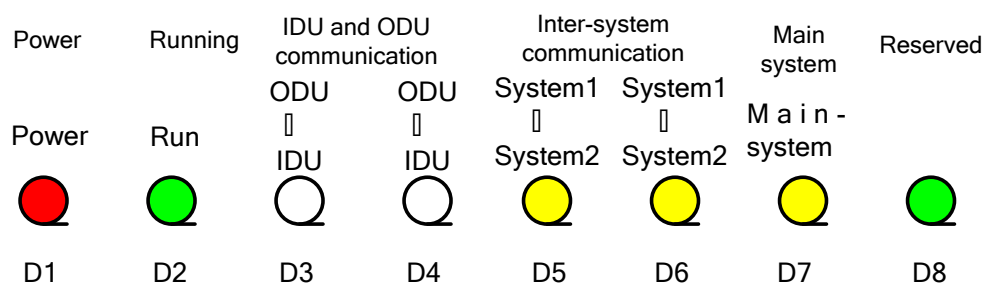 Power
Running
IDU and ODU
communication
Inter-system
communication
Main
system
Reserved
Power
Run
ODU
▯
IDU
ODU
▯
IDU
System1
▯
System2
System1
▯
System2
Main-
system
D1
D2
D3
D4
D5
D6
D7
D8